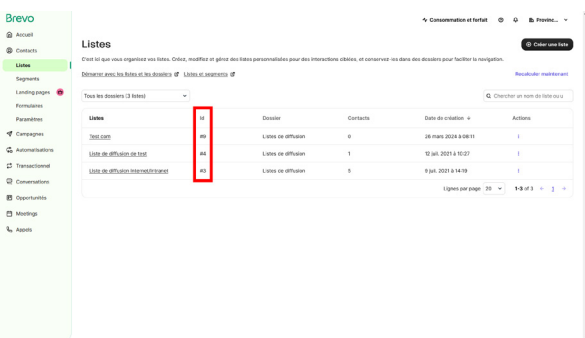 Brevo
Consommation et forfait
Provinc...
Accueil
Contacts
Listes
Segments
Landing pages
Formulaires
Paramètres
Campagnes
Automatisations
Transactionnel
Conversations
Opportunités
Meetings
Appels
Listes
Créer une liste
C'est ici que vous organisez vos listes. Créez, modifiez et gérez des listes personnalisées pour des interactions ciblées, et conservez-les dans des dossiers pour faciliter la navigation.
Démarrer avec les listes et les dossiers Listes et segments
Recalculer maintenant
Tous les dossiers (3 listes)
Chercher un nom de liste ou u
Listes Id Dossier Contacts Date de création Actions
Test cam #9 Listes de diffusion 0 26 mars 2024 à 08:11
Liste de diffusion de test #4 Listes de diffusion 1 12 juil. 2021 à 10:27
Liste de diffusion Internet/Intranet #3 Listes de diffusion 5 9 juil. 2021 à 14:19
Lignes par page 20 1-3 of 3 1